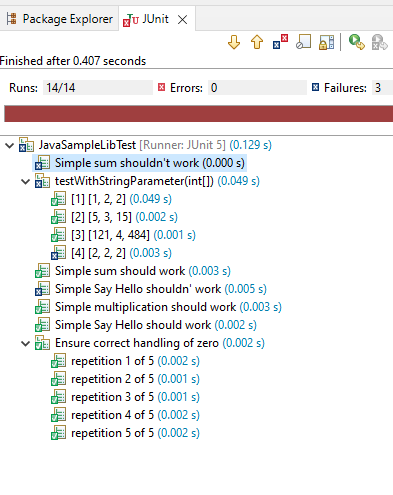 Package Explorer JUnit
Finished after 0.407 seconds
Runs: 14/14 Errors: 0 Failures: 3
JavaSampleLibTest [Runner: JUnit 5] (0.129 s)
Simple sum shouldn't work (0.000 s)
testWithStringParameter(int[]) (0.049 s)
[1] [1, 2, 2] (0.049 s)
[2] [5, 3, 15] (0.002 s)
[3] [121, 4, 484] (0.001 s)
[4] [2, 2, 2] (0.003 s)
Simple sum should work (0.003 s)
Simple Say Hello shouldn' work (0.005 s)
Simple multiplication should work (0.003 s)
Simple Say Hello should work (0.002 s)
Ensure correct handling of zero (0.002 s)
repetition 1 of 5 (0.002 s)
repetition 2 of 5 (0.001 s)
repetition 3 of 5 (0.001 s)
repetition 4 of 5 (0.002 s)
repetition 5 of 5 (0.002 s)